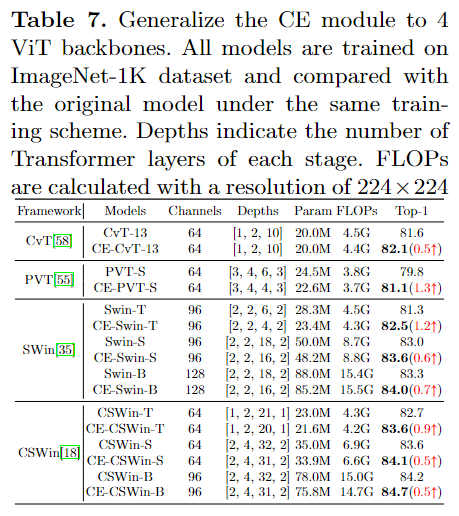 Table 7. Generalize the CE module to 4
ViT backbones. All models are trained on
ImageNet-1K dataset and compared with
the original model under the same train-
ing scheme. Depths indicate the number of
Transformer layers of each stage. FLOPs
are calculated with a resolution of 224×224
Framework Models Channels Depths Param FLOPs Top-1
CvT[58]
CvT-13 64 [1, 2, 10] 20.0M 4.5G 81.6
CE-CvT-13 64 [1, 2, 10] 20.0M 4.4G 82.1(0.5↑)
PVT[55]
PVT-S 64 [3, 4, 6, 3] 24.5M 3.8G 79.8
CE-PVT-S 64 [3, 4, 4, 3] 22.6M 3.7G 81.1(1.3↑)
SWin[35]
Swin-T 96 [2, 2, 6, 2] 28.3M 4.5G 81.3
CE-Swin-T 96 [2, 2, 4, 2] 23.4M 4.3G 82.5(1.2↑)
Swin-S 96 [2, 2, 18, 2] 50.0M 8.7G 83.0
CE-Swin-S 96 [2, 2, 16, 2] 48.2M 8.8G 83.6(0.6↑)
Swin-B 128 [2, 2, 18, 2] 88.0M 15.4G 83.3
CE-Swin-B 128 [2, 2, 16, 2] 85.2M 15.5G 84.0(0.7↑)
CSWin[18]
CSWin-T 64 [1, 2, 21, 1] 23.0M 4.3G 82.7
CE-CSWin-T 64 [1, 2, 20, 1] 21.6M 4.2G 83.6(0.9↑)
CSWin-S 64 [2, 4, 32, 2] 35.0M 6.9G 83.6
CE-CSWin-S 64 [2, 4, 31, 2] 33.9M 6.6G 84.1(0.5↑)
CSWin-B 96 [2, 4, 32, 2] 78.0M 15.0G 84.2
CE-CSWin-B 96 [2, 4, 31, 2] 75.8M 14.7G 84.7(0.5↑)